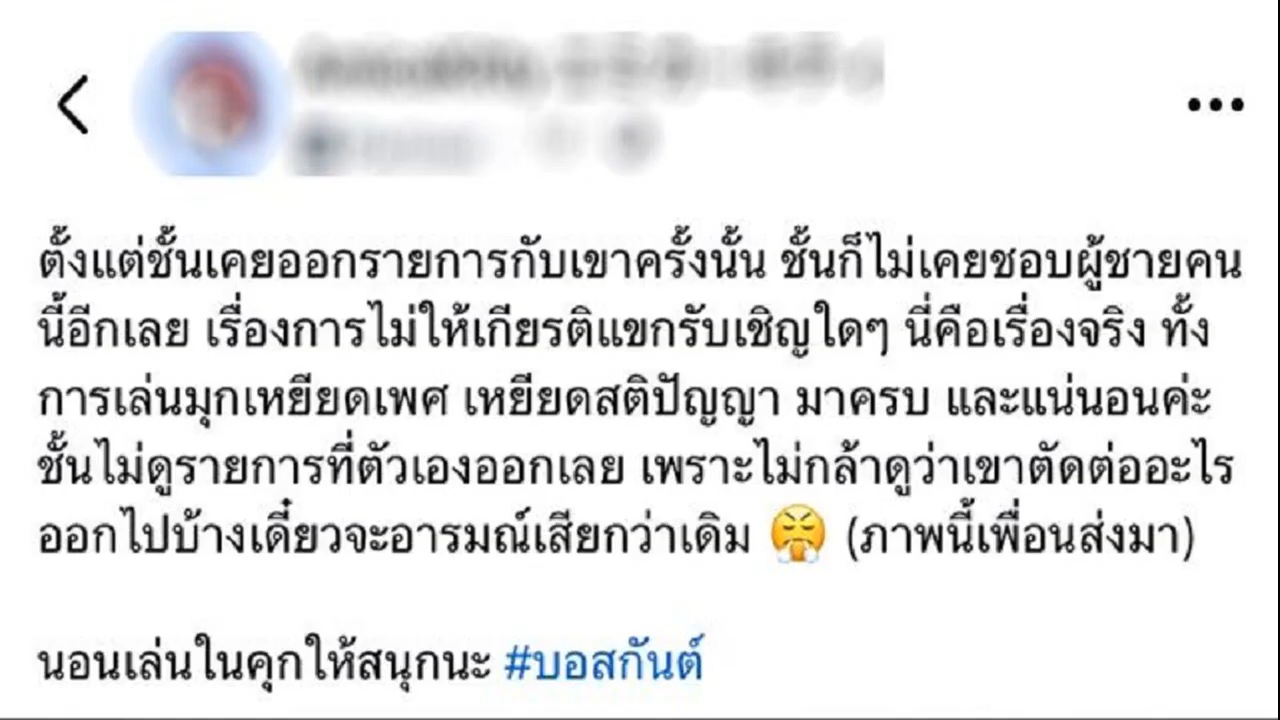 ตั้งแต่ชั้นเคยออกรายการกับเขาครั้งนั้น ชั้นก็ไม่เคยชอบผู้ชายคน
นี้อีกเลย เรื่องการไม่ให้เกียรติแขกรับเชิญใดๆ นี่คือเรื่องจริง ทั้ง
การเล่นมุกเหยียดเพศ เหยียดสติปัญญา มาครบ และแน่นอนค่ะ
ชั้นไม่ดูรายการที่ตัวเองออกเลย เพราะไม่กล้าดูว่าเขาตัดต่ออะไร
ออกไปบ้างเดี๋ยวจะอารมณ์เสียกว่าเดิม 😤 (ภาพนี้เพื่อนส่งมา)
นอนเล่นในคุกให้สนุกนะ #บอสกันต์